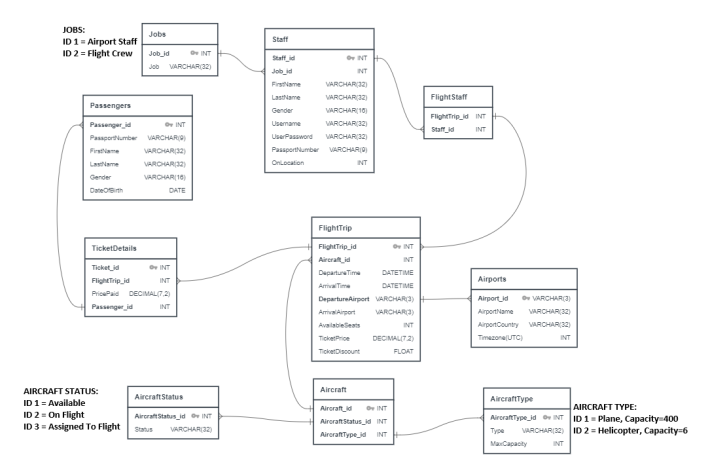 JOBS:
ID 1 = Airport Staff
ID 2 = Flight Crew
Jobs
Job_id INT
Job VARCHAR(32)
Staff
Staff_id INT
Job_id INT
FirstName VARCHAR(32)
LastName VARCHAR(32)
Gender VARCHAR(16)
Username VARCHAR(32)
UserPassword VARCHAR(32)
PassportNumber VARCHAR(9)
OnLocation INT
FlightStaff
FlightTrip_id INT
Staff_id INT
Passengers
Passenger_id INT
PassportNumber VARCHAR(9)
FirstName VARCHAR(32)
LastName VARCHAR(32)
Gender VARCHAR(16)
DateOfBirth DATE
TicketDetails
Ticket_id INT
FlightTrip_id INT
PricePaid DECIMAL(7,2)
Passenger_id INT
FlightTrip
FlightTrip_id INT
Aircraft_id INT
DepartureTime DATETIME
ArrivalTime DATETIME
DepartureAirport VARCHAR(3)
ArrivalAirport VARCHAR(3)
AvailableSeats INT
TicketPrice DECIMAL(7,2)
TicketDiscount FLOAT
Airports
Airport_id VARCHAR(3)
AirportName VARCHAR(32)
AirportCountry VARCHAR(32)
Timezone(UTC) INT
AIRCRAFT STATUS:
ID 1 = Available
ID 2 = On Flight
ID 3 = Assigned To Flight
AircraftStatus
AircraftStatus_id INT
Status VARCHAR(32)
Aircraft
Aircraft_id INT
AircraftStatus_id INT
AircraftType_id INT
AircraftType
AircraftType_id INT
Type VARCHAR(32)
MaxCapacity INT
AIRCRAFT TYPE:
ID 1 = Plane, Capacity=400
ID 2 = Helicopter, Capacity=6